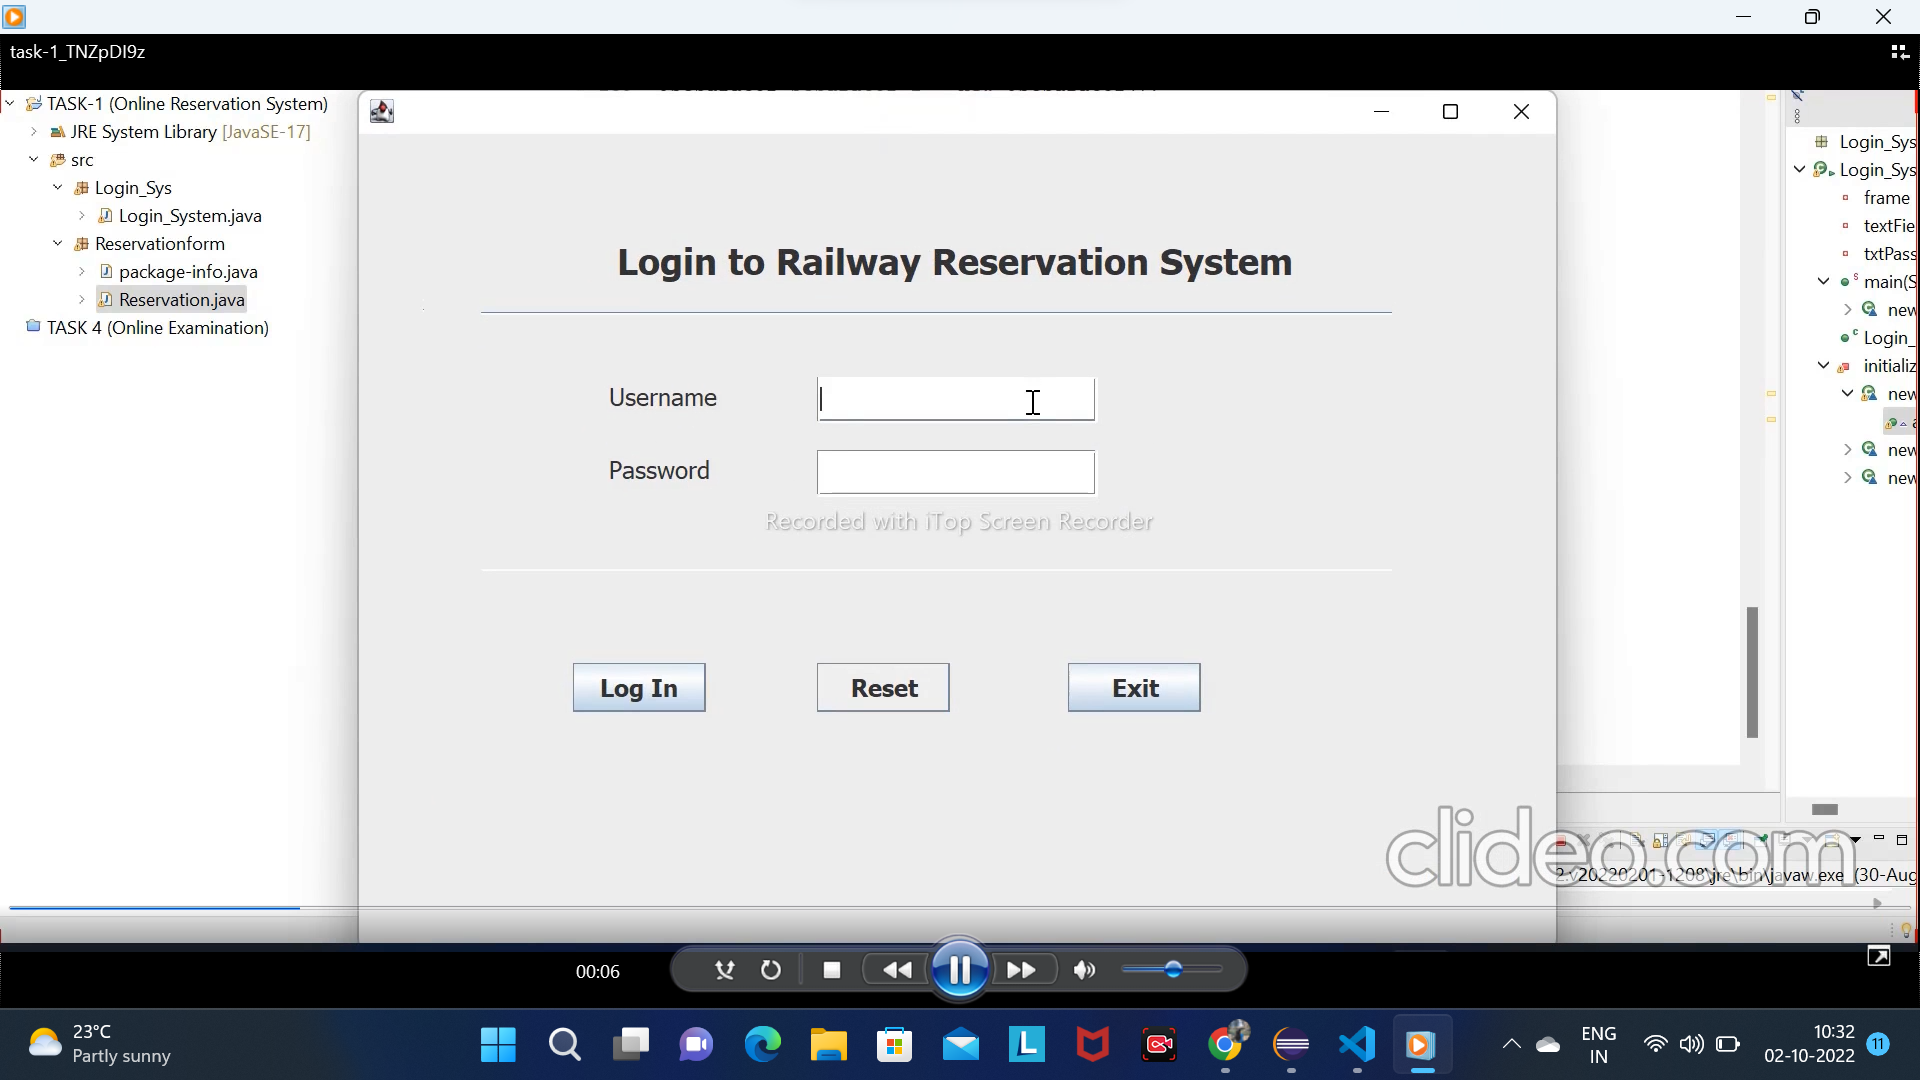 task-1_TNZpDI9z
TASK-1 (Online Reservation System)
JRE System Library [JavaSE-17]
src
Login_Sys
Login_System.java
Reservationform
package-info.java
Reservation.java
TASK 4 (Online Examination)
Login to Railway Reservation System
Username
Password
Recorded with iTop Screen Recorder
Log In
Reset
Exit
Login_Sys
Login_Sys
frame
textFie
txtPass
main(S
new
Login_
initializ
new
a
new
new
clideo.com
2.v20220201-1208\jre\bin\javaw.exe (30-Aug
00:06
23°C
Partly sunny
ENG
IN
10:32
02-10-2022
11